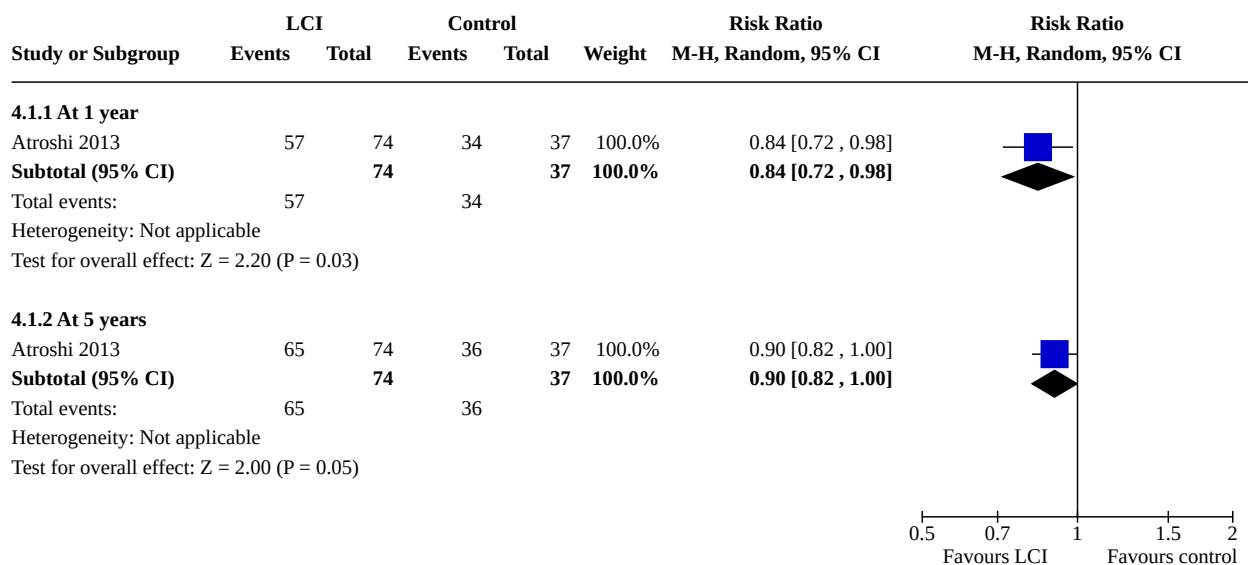 LCI Control Risk Ratio Risk Ratio
Study or Subgroup Events Total Events Total Weight M-H, Random, 95% CI M-H, Random, 95% CI
4.1.1 At 1 year
Atroshi 2013 57 74 34 37 100.0% 0.84 [0.72 , 0.98]
Subtotal (95% CI) 74 37 100.0% 0.84 [0.72 , 0.98]
Total events: 57 34
Heterogeneity: Not applicable
Test for overall effect: Z = 2.20 (P = 0.03)
4.1.2 At 5 years
Atroshi 2013 65 74 36 37 100.0% 0.90 [0.82 , 1.00]
Subtotal (95% CI) 74 37 100.0% 0.90 [0.82 , 1.00]
Total events: 65 36
Heterogeneity: Not applicable
Test for overall effect: Z = 2.00 (P = 0.05)
0.5 0.7 1 1.5 2
Favours LCI Favours control